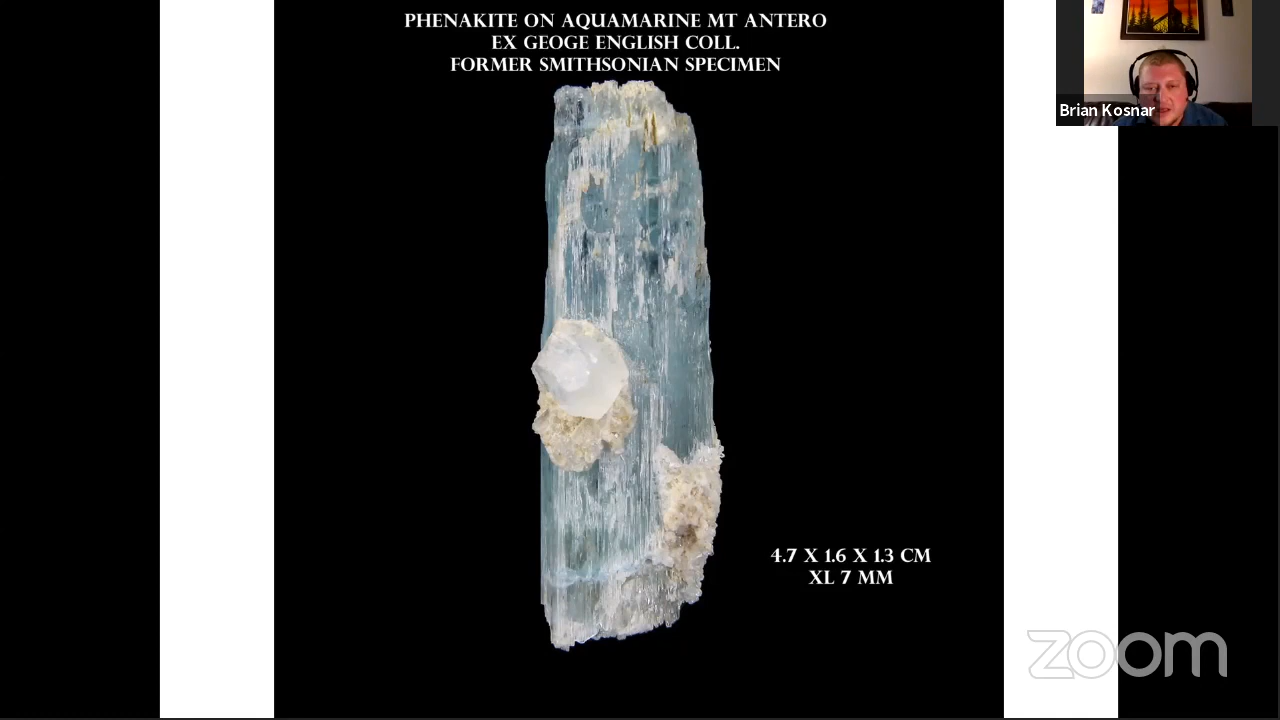 PHENAKITE ON AQUAMARINE MT ANTERO
EX GEOGE ENGLISH COLL.
FORMER SMITHSONIAN SPECIMEN
Brian Kosnar
4.7 X 1.6 X 1.3 CM
XL 7 MM
zoom